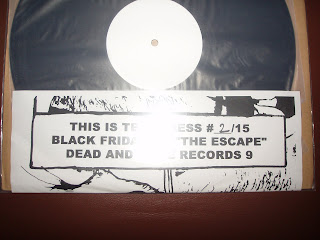 THIS IS # 2/15
BLACK "THE ESCAPE"
DEAD AND RECORDS 9